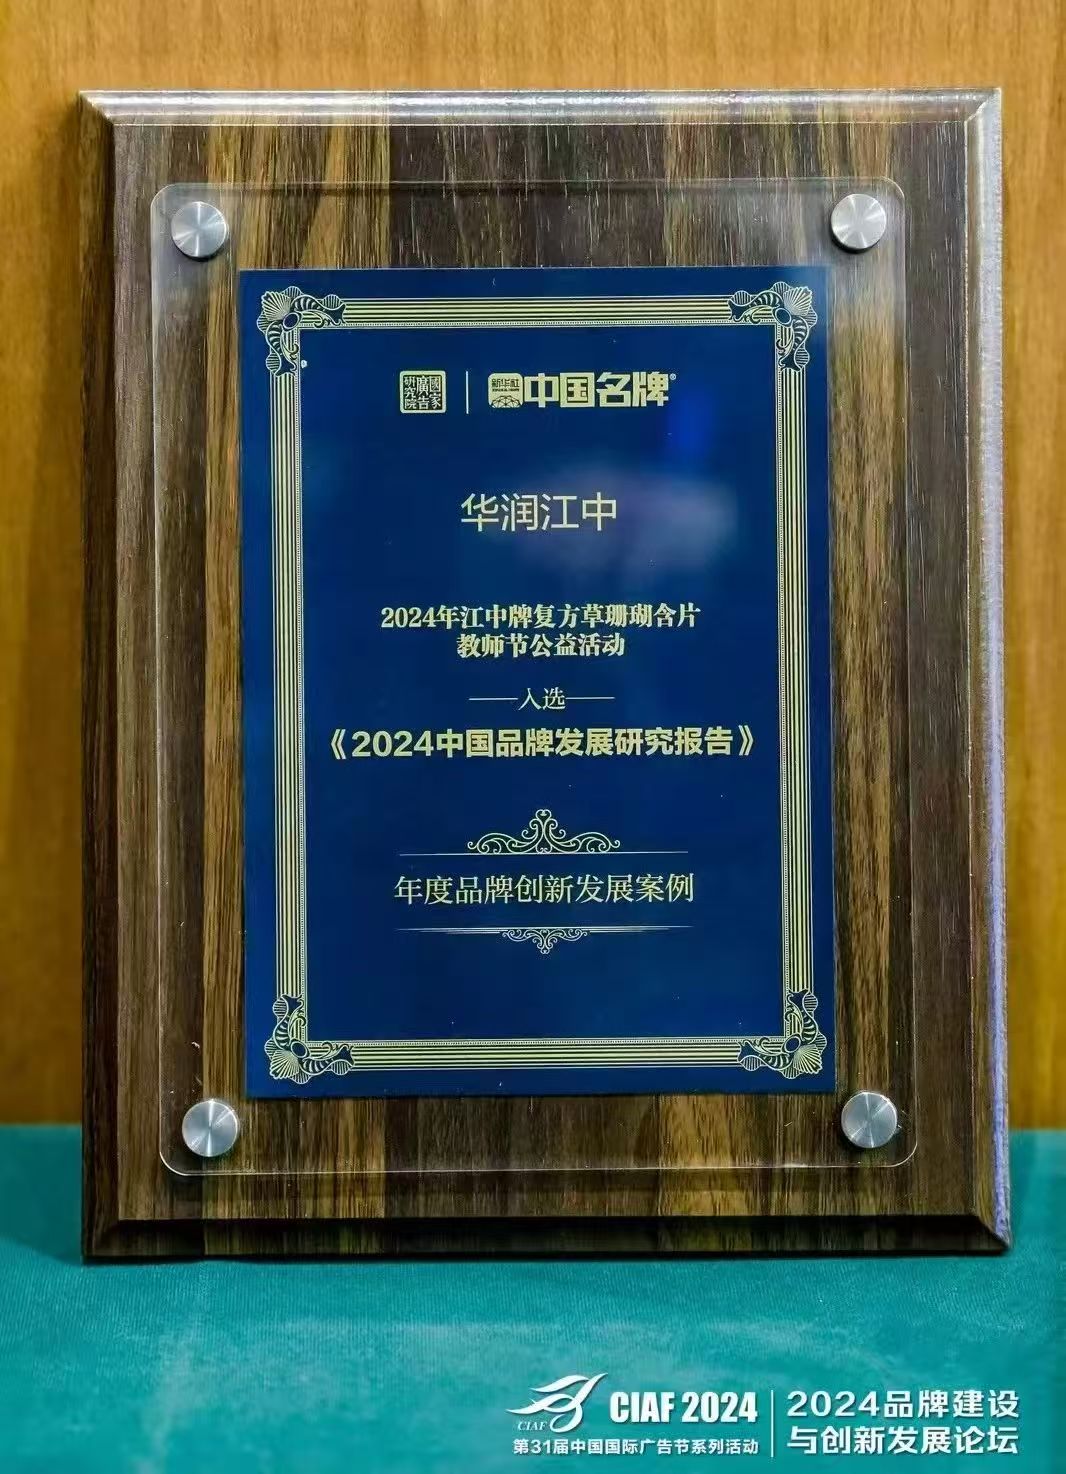 國家廣告研究院
新华社
中国名牌®
华润江中
2024年江中牌复方草珊瑚含片
教师节公益活动
——入选——
《2024中国品牌发展研究报告》
年度品牌创新发展案例
CIAF
CIAF 2024
第31届中国国际广告节系列活动
2024品牌建设
与创新发展论坛